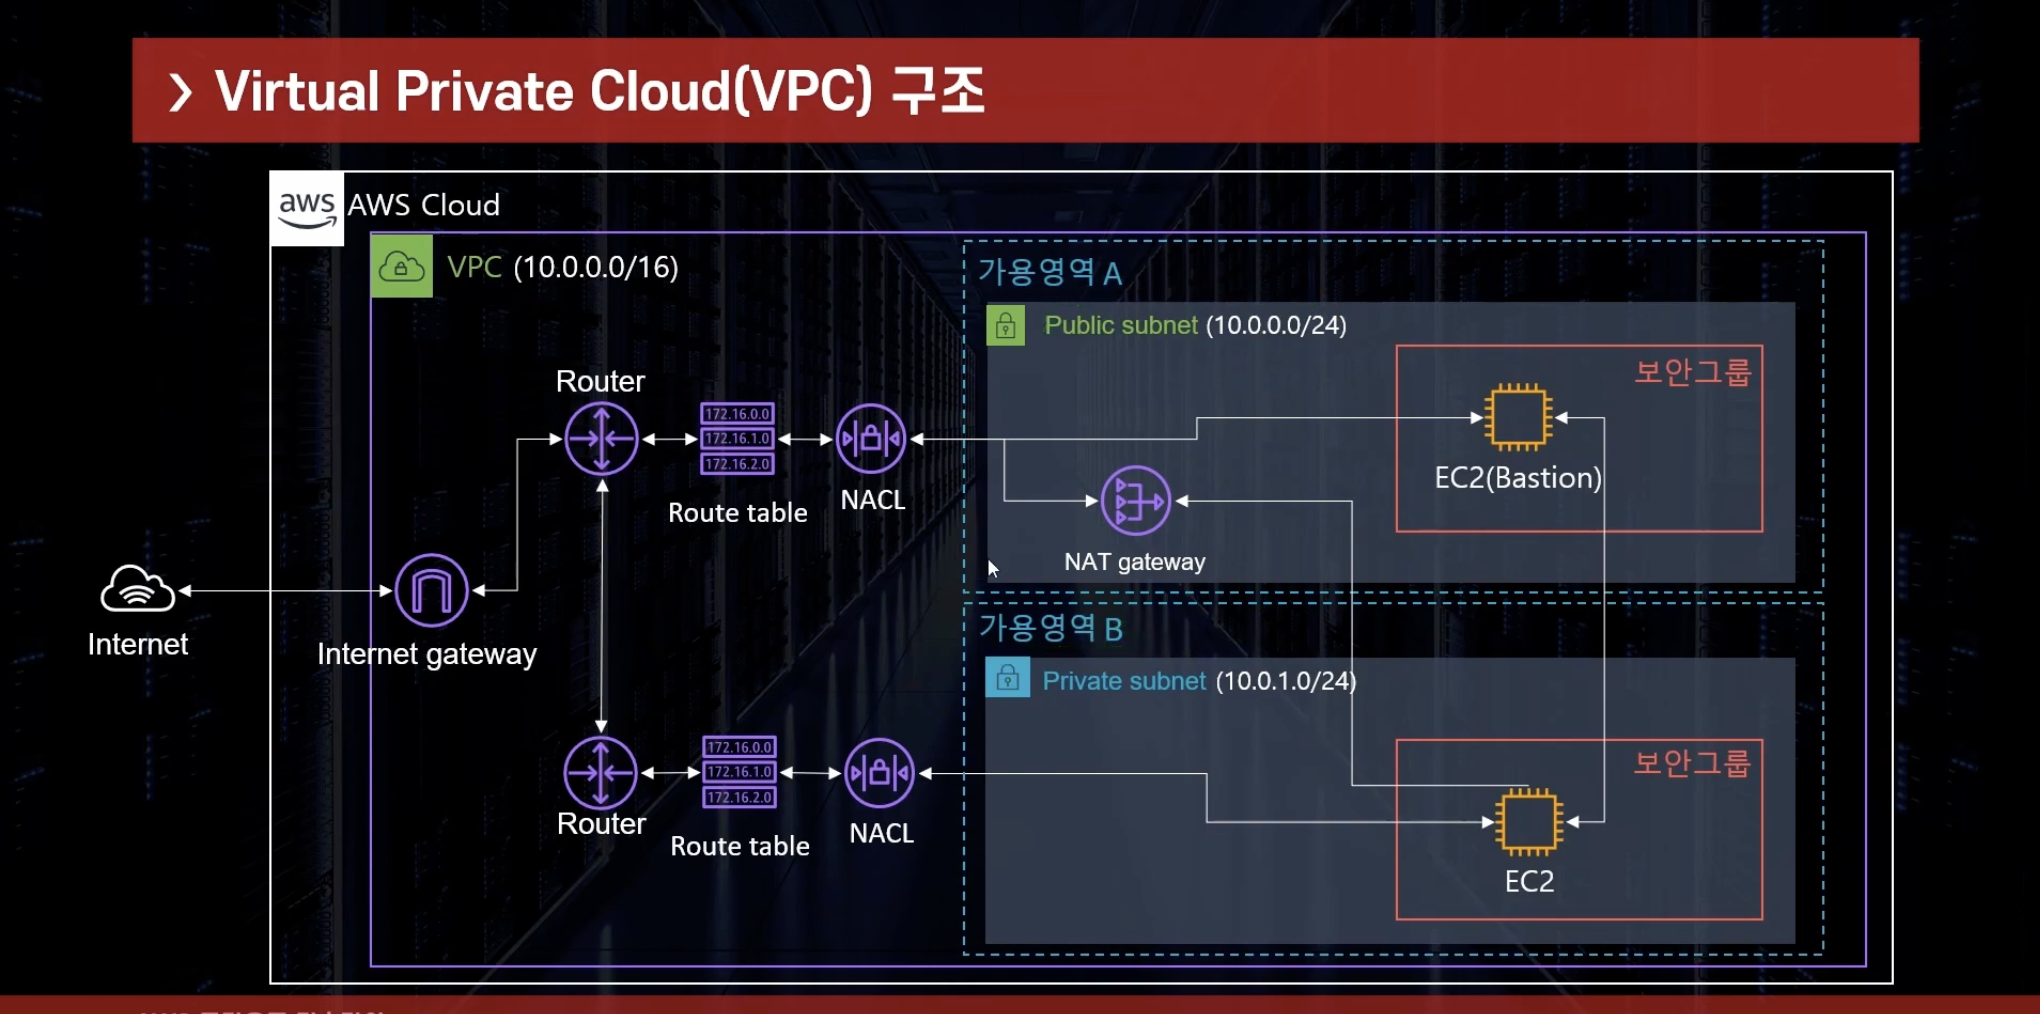 › Virtual Private Cloud(VPC) 구조
aws AWS Cloud
VPC (10.0.0.0/16)
가용영역 A
Public subnet (10.0.0.0/24)
보안그룹
Router
172.16.0.0
172.16.1.0
172.16.2.0
Route table
NACL
EC2(Bastion)
NAT gateway
Internet
Internet gateway
가용영역 B
Private subnet (10.0.1.0/24)
보안그룹
172.16.0.0
172.16.1.0
172.16.2.0
Router
Route table
NACL
EC2